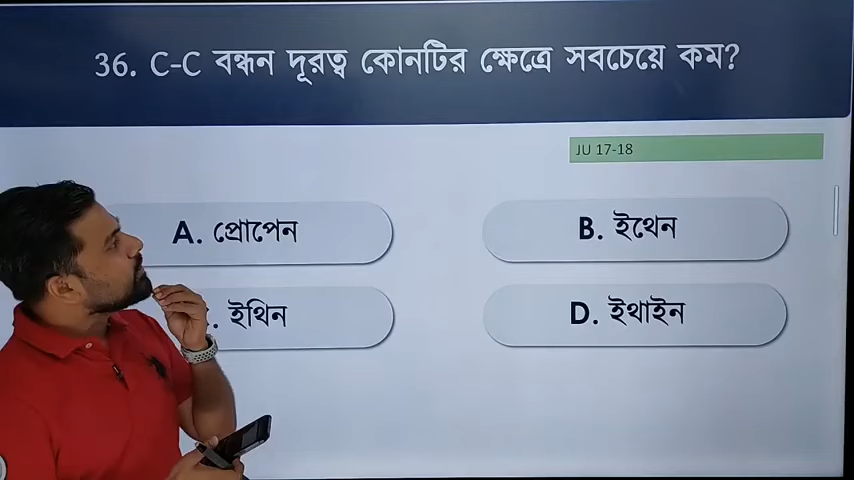 36. C-C বন্ধন দূরত্ব কোনটির ক্ষেত্রে সবচেয়ে কম?
JU 17-18
A. প্রোপেন
B. ইথেন
. ইথিন
D. ইথাইন